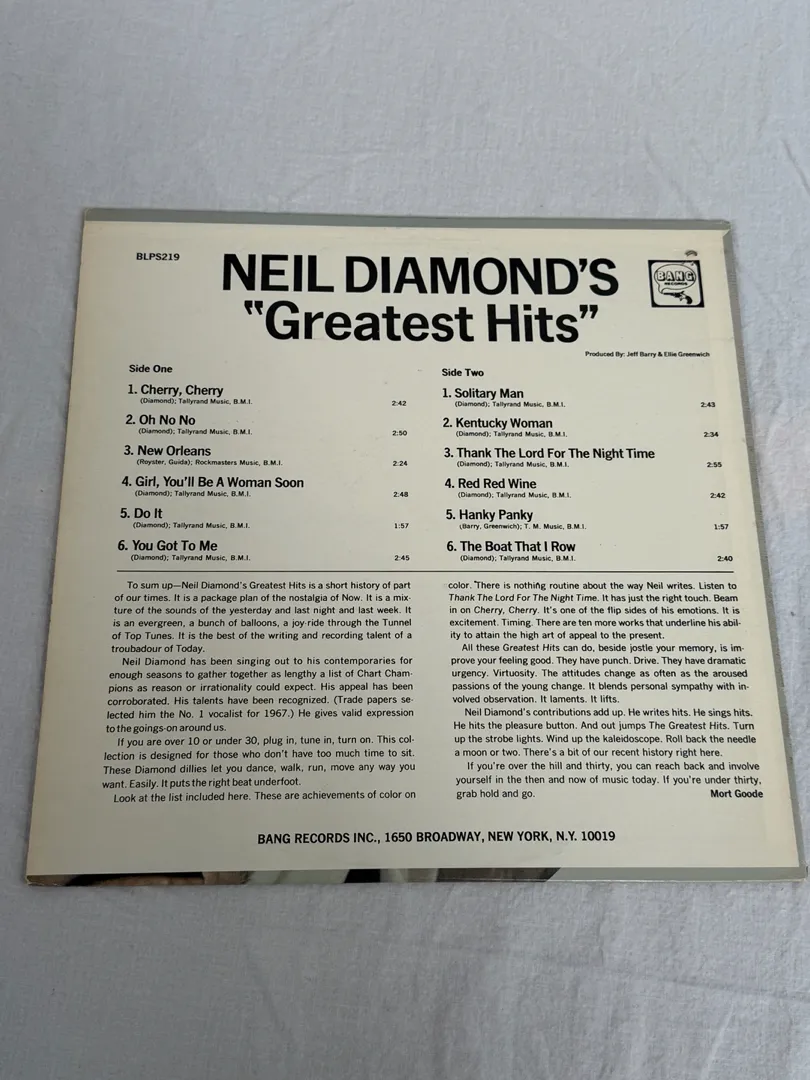 BLPS219
NEIL DIAMOND'S
"Greatest Hits"
BANG
RECORDS
Produced By: Jeff Barry & Ellie Greenwich
Side One
1. Cherry, Cherry
(Diamond); Tallyrand Music, B.M.I. 2:42
2. Oh No No
(Diamond); Tallyrand Music, B.M.I. 2:50
3. New Orleans
(Royster, Guida); Rockmasters Music, B.M.I. 2:24
4. Girl, You'll Be A Woman Soon
(Diamond); Tallyrand Music, B.M.I. 2:48
5. Do It
(Diamond); Tallyrand Music, B.M.I. 1:57
6. You Got To Me
(Diamond); Tallyrand Music, B.M.I. 2:45
Side Two
1. Solitary Man
(Diamond); Tallyrand Music, B.M.I. 2:43
2. Kentucky Woman
(Diamond); Tallyrand Music, B.M.I. 2:34
3. Thank The Lord For The Night Time
(Diamond); Tallyrand Music, B.M.I. 2:55
4. Red Red Wine
(Diamond); Tallyrand Music, B.M.I. 2:42
5. Hanky Panky
(Barry, Greenwich); T. M. Music, B.M.I. 1:57
6. The Boat That I Row
(Diamond); Tallyrand Music, B.M.I. 2:40
To sum up—Neil Diamond's Greatest Hits is a short history of part
of our times. It is a package plan of the nostalgia of Now. It is a mix-
ture of the sounds of the yesterday and last night and last week. It
is an evergreen, a bunch of balloons, a joy-ride through the Tunnel
of Top Tunes. It is the best of the writing and recording talent of a
troubadour of Today.
Neil Diamond has been singing out to his contemporaries for
enough seasons to gather together as lengthy a list of Chart Cham-
pions as reason or irrationality could expect. His appeal has been
corroborated. His talents have been recognized. (Trade papers se-
lected him the No. 1 vocalist for 1967.) He gives valid expression
to the goings-on around us.
If you are over 10 or under 30, plug in, tune in, turn on. This col-
lection is designed for those who don't have too much time to sit.
These Diamond dillies let you dance, walk, run, move any way you
want. Easily. It puts the right beat underfoot.
Look at the list included here. These are achievements of color on
color. There is nothing routine about the way Neil writes. Listen to
Thank The Lord For The Night Time. It has just the right touch. Beam
in on Cherry, Cherry. It's one of the flip sides of his emotions. It is
excitement. Timing. There are ten more works that underline his abil-
ity to attain the high art of appeal to the present.
All these Greatest Hits can do, beside jostle your memory, is im-
prove your feeling good. They have punch. Drive. They have dramatic
urgency. Virtuosity. The attitudes change as often as the aroused
passions of the young change. It blends personal sympathy with in-
volved observation. It laments. It lifts.
Neil Diamond's contributions add up. He writes hits. He sings hits.
He hits the pleasure button. And out jumps The Greatest Hits. Turn
up the strobe lights. Wind up the kaleidoscope. Roll back the needle
a moon or two. There's a bit of our recent history right here.
If you're over the hill and thirty, you can reach back and involve
yourself in the then and now of music today. If you're under thirty,
grab hold and go. Mort Goode
BANG RECORDS INC., 1650 BROADWAY, NEW YORK, N.Y. 10019